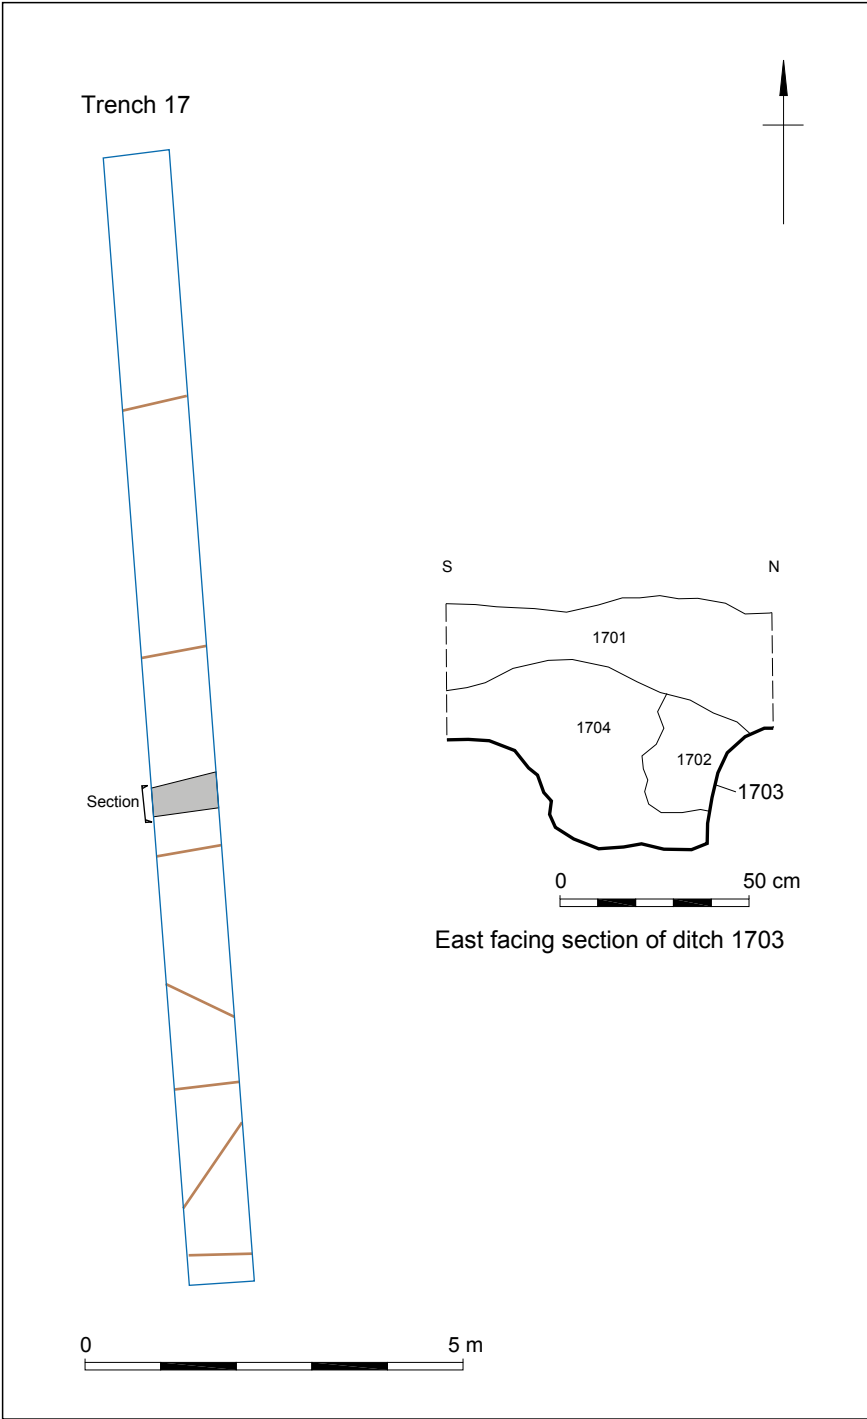 Trench 17
S N
1701
1704
1702
1703
Section
0 50 cm
East facing section of ditch 1703
0 5 m